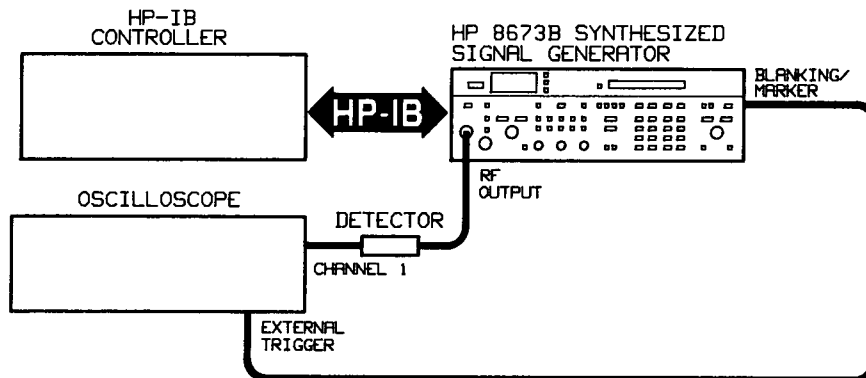 HP-IB
CONTROLLER
HP 8673B SYNTHESIZED
SIGNAL GENERATOR
BLANKING/
MARKER
HP-IB
RF
OUTPUT
OSCILLOSCOPE
DETECTOR
CHANNEL 1
EXTERNAL
TRIGGER